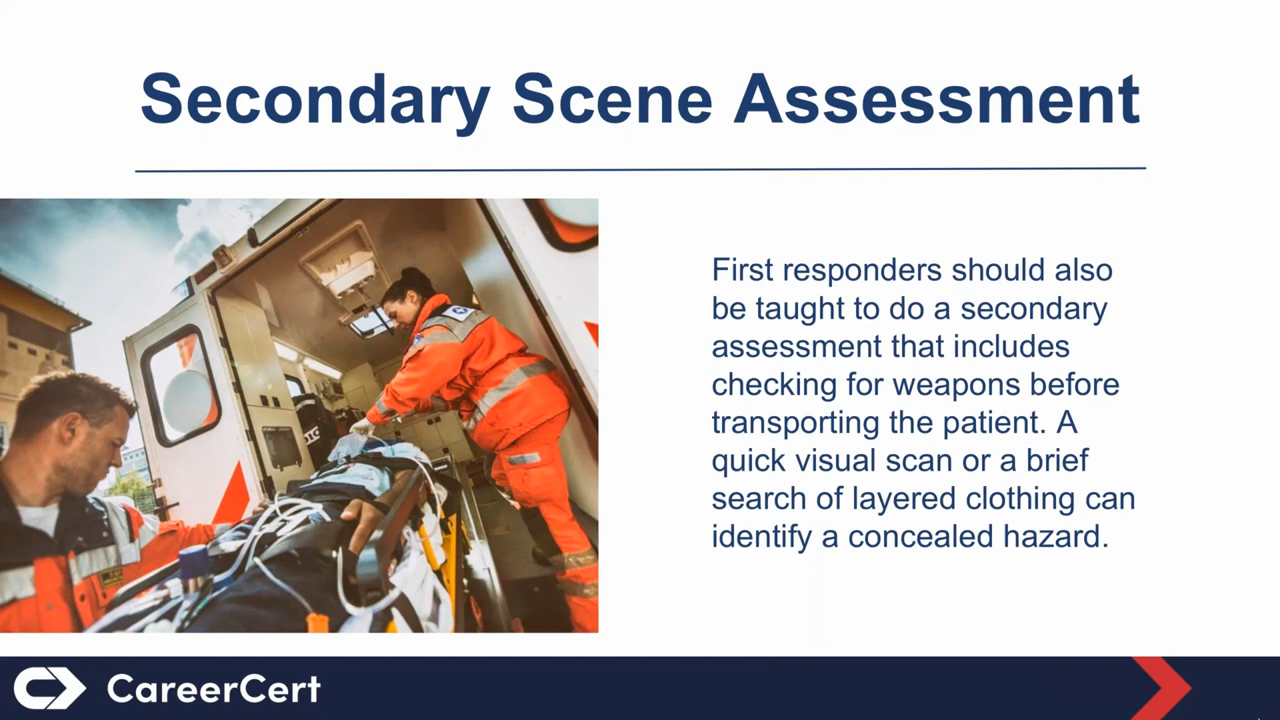 Secondary Scene Assessment
First responders should also
be taught to do a secondary
assessment that includes
checking for weapons before
transporting the patient. A
quick visual scan or a brief
search of layered clothing can
identify a concealed hazard.
CareerCert